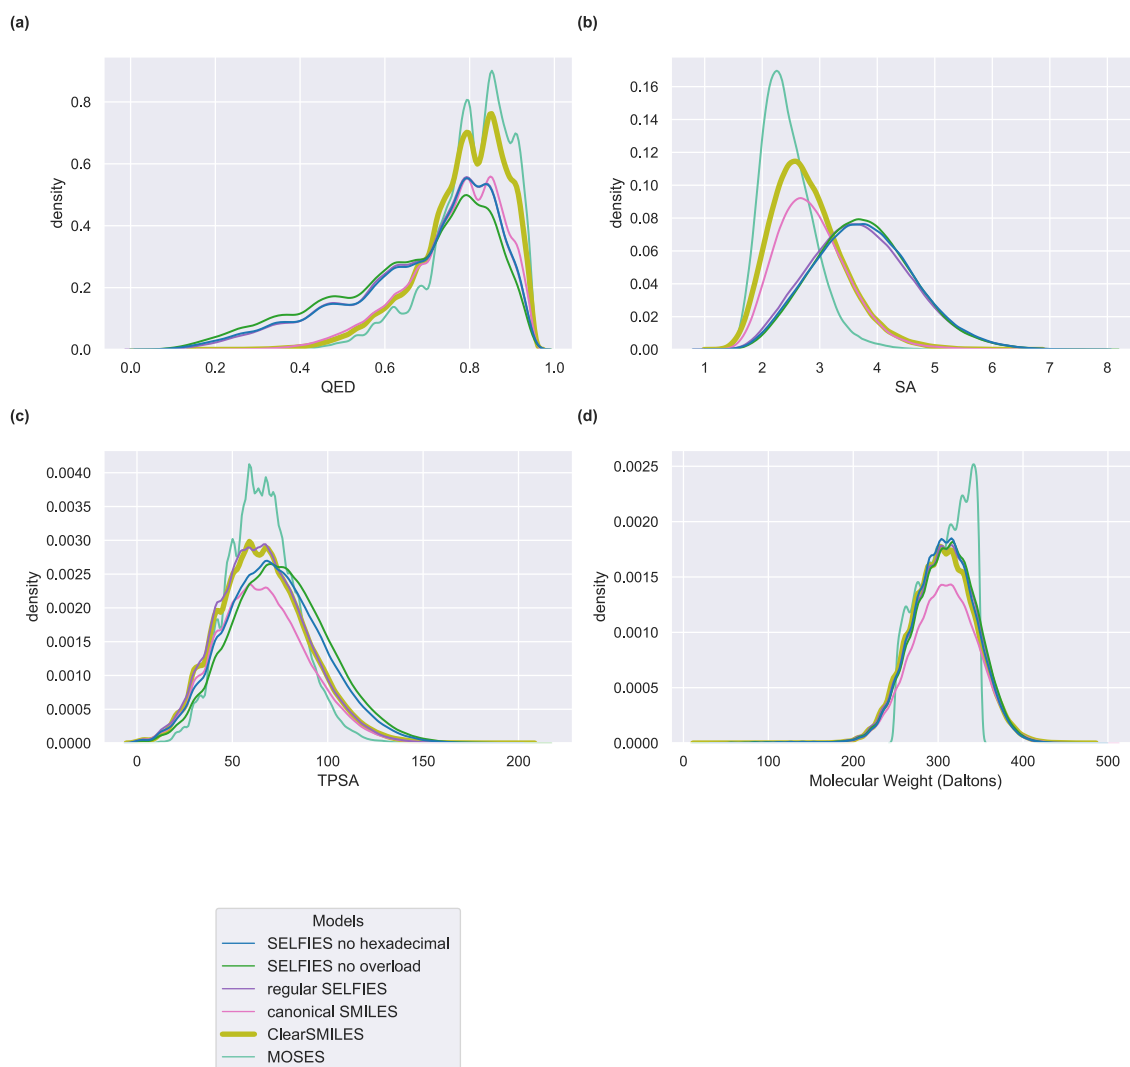 (a)
(b)
density
0.8
0.6
0.4
0.2
0.0
0.0 0.2 0.4 0.6 0.8 1.0
QED
density
0.16
0.14
0.12
0.10
0.08
0.06
0.04
0.02
0.00
1 2 3 4 5 6 7 8
SA
(c)
(d)
density
0.0040
0.0035
0.0030
0.0025
0.0020
0.0015
0.0010
0.0005
0.0000
0 50 100 150 200
TPSA
density
0.0025
0.0020
0.0015
0.0010
0.0005
0.0000
0 100 200 300 400 500
Molecular Weight (Daltons)
Models
SELFIES no hexadecimal
SELFIES no overload
regular SELFIES
canonical SMILES
ClearSMILES
MOSES